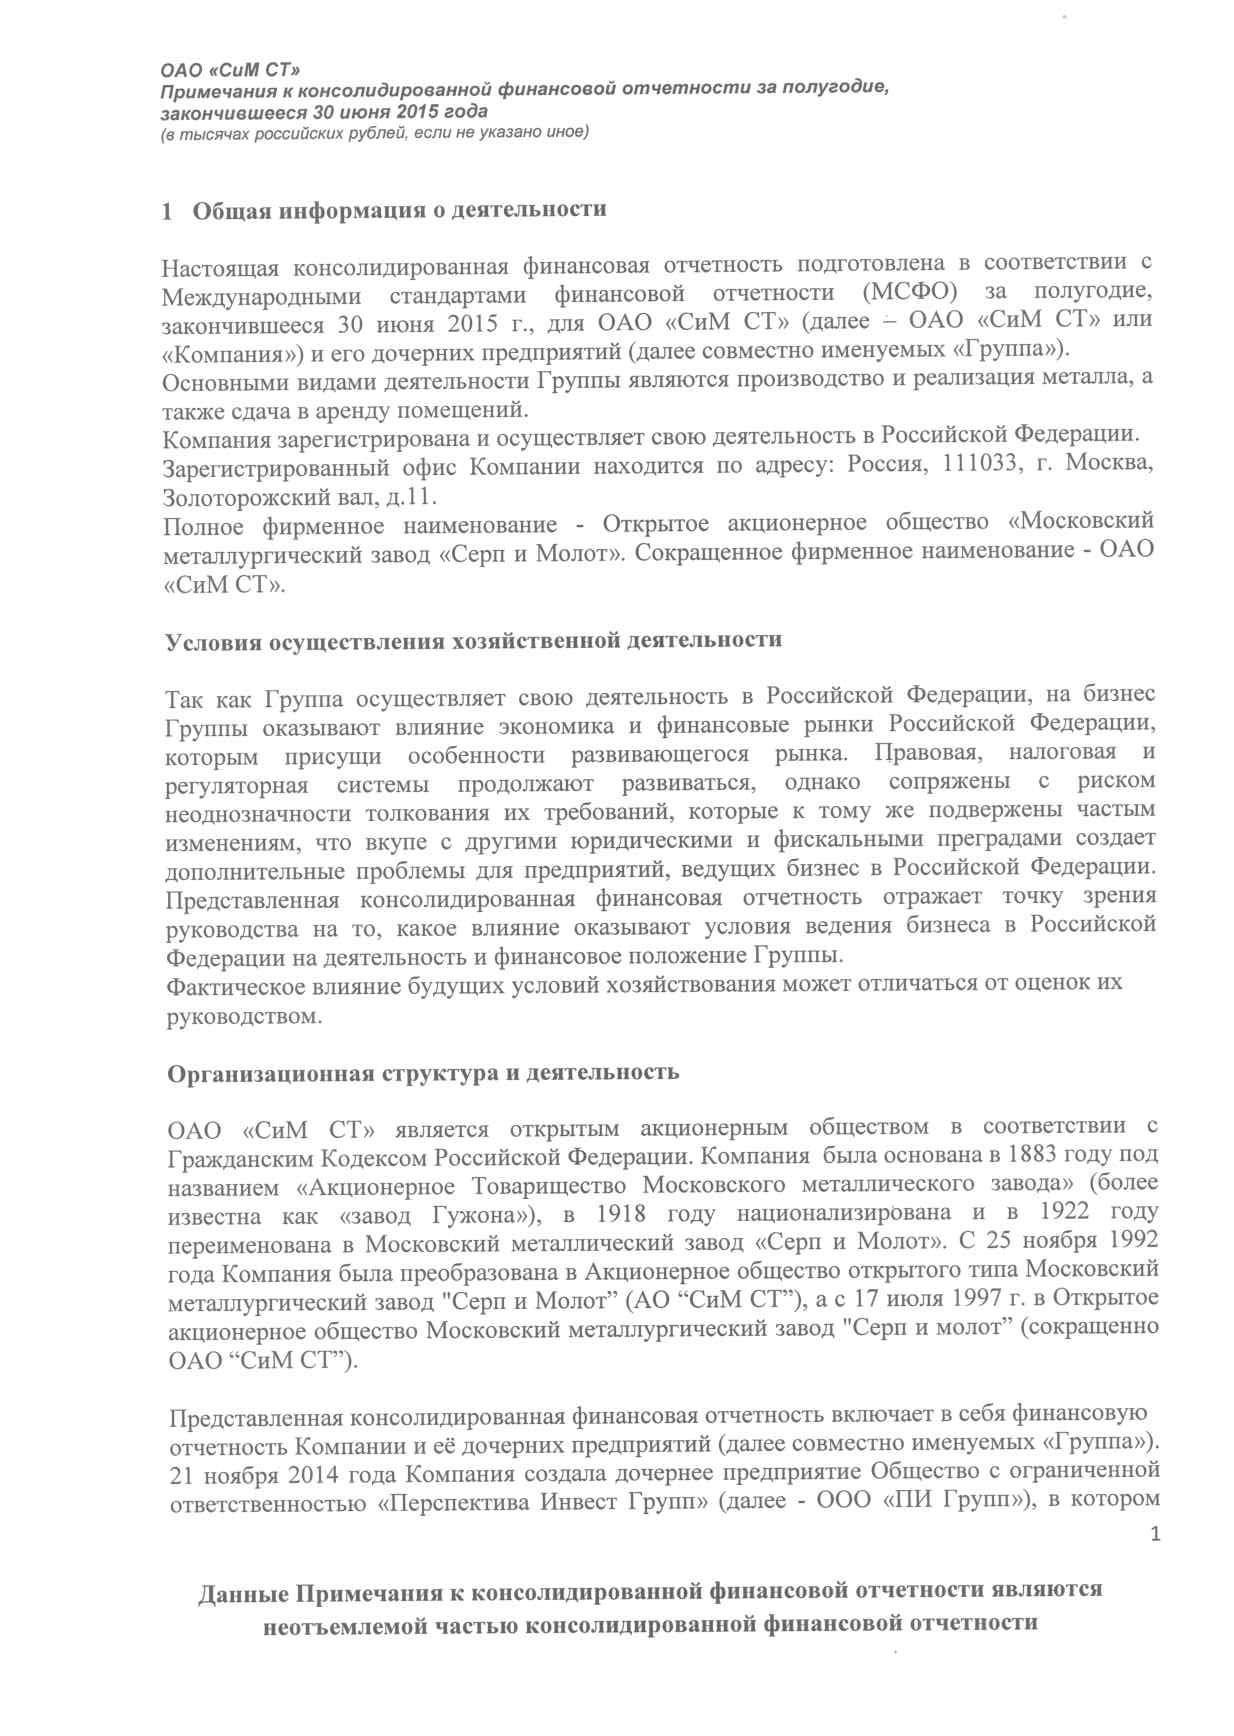 ОАО «СиМ СТ»
Примечания к консолидированной финансовой отчетности за полугодие,
закончившееся 30 июня 2015 года
(в тысячах российских рублей, если не указано иное)
1 Общая информация о деятельности
Настоящая консолидированная финансовая отчетность подготовлена в соответствии с
Международными стандартами финансовой отчетности (МСФО) за полугодие,
закончившееся 30 июня 2015 г., для ОАО «СиМ СТ» (далее – ОАО «СиМ СТ» или
«Компания») и его дочерних предприятий (далее совместно именуемых «Группа»).
Основными видами деятельности Группы являются производство и реализация металла, а
также сдача в аренду помещений.
Компания зарегистрирована и осуществляет свою деятельность в Российской Федерации.
Зарегистрированный офис Компании находится по адресу: Россия, 111033, г. Москва,
Золоторожский вал, д.11.
Полное фирменное наименование - Открытое акционерное общество «Московский
металлургический завод «Серп и Молот». Сокращенное фирменное наименование - ОАО
«СиМ СТ».
Условия осуществления хозяйственной деятельности
Так как Группа осуществляет свою деятельность в Российской Федерации, на бизнес
Группы оказывают влияние экономика и финансовые рынки Российской Федерации,
которым присущи особенности развивающегося рынка. Правовая, налоговая и
регуляторная системы продолжают развиваться, однако сопряжены с риском
неоднозначности толкования их требований, которые к тому же подвержены частым
изменениям, что вкупе с другими юридическими и фискальными преградами создает
дополнительные проблемы для предприятий, ведущих бизнес в Российской Федерации.
Представленная консолидированная финансовая отчетность отражает точку зрения
руководства на то, какое влияние оказывают условия ведения бизнеса в Российской
Федерации на деятельность и финансовое положение Группы.
Фактическое влияние будущих условий хозяйствования может отличаться от оценок их
руководством.
Организационная структура и деятельность
ОАО «СиМ СТ» является открытым акционерным обществом в соответствии с
Гражданским Кодексом Российской Федерации. Компания была основана в 1883 году под
названием «Акционерное Товарищество Московского металлического завода» (более
известна как «завод Гужона»), в 1918 году национализирована и в 1922 году
переименована в Московский металлический завод «Серп и Молот». С 25 ноября 1992
года Компания была преобразована в Акционерное общество открытого типа Московский
металлургический завод "Серп и Молот” (АО “СиМ СТ”), а с 17 июля 1997 г. в Открытое
акционерное общество Московский металлургический завод "Серп и молот” (сокращенно
ОАО “СиМ СТ”).
Представленная консолидированная финансовая отчетность включает в себя финансовую
отчетность Компании и её дочерних предприятий (далее совместно именуемых «Группа»).
21 ноября 2014 года Компания создала дочернее предприятие Общество с ограниченной
ответственностью «Перспектива Инвест Групп» (далее - ООО «ПИ Групп»), в котором
1
Данные Примечания к консолидированной финансовой отчетности являются
неотъемлемой частью консолидированной финансовой отчетности